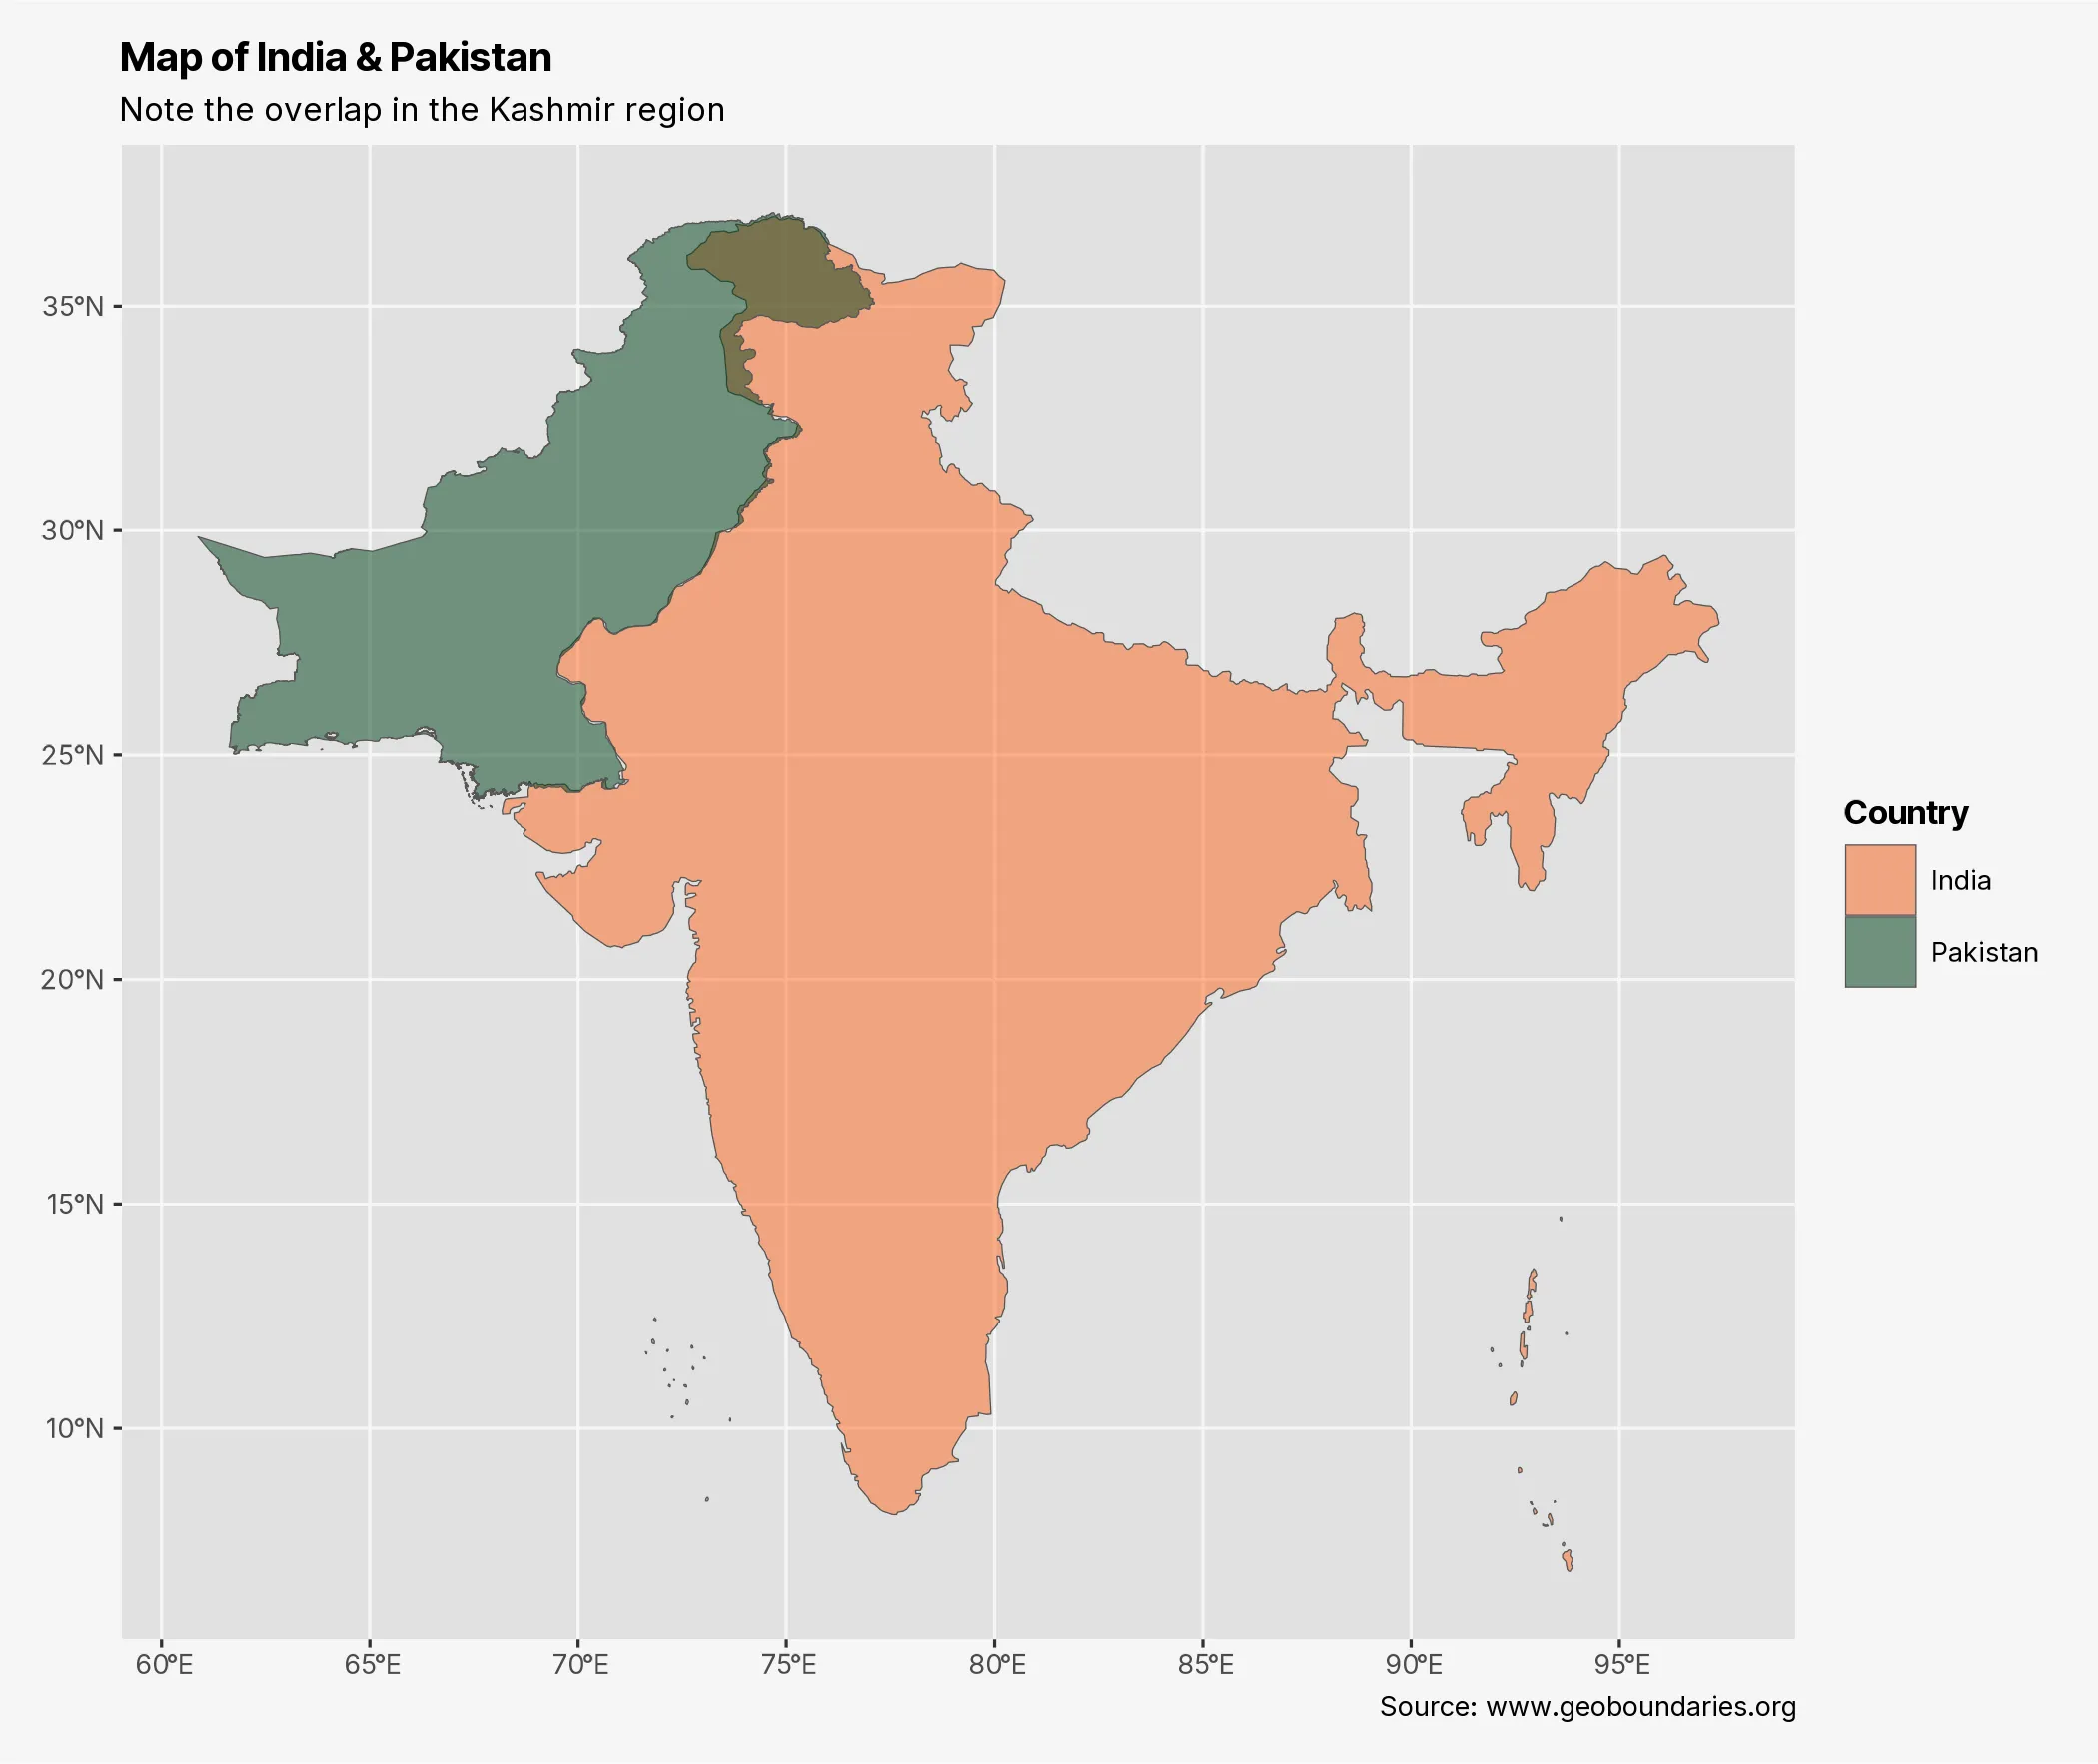 Map of India & Pakistan
Note the overlap in the Kashmir region
35°N
30°N
25°N
20°N
15°N
10°N
60°E 65°E 70°E 75°E 80°E 85°E 90°E 95°E
Country
India
Pakistan
Source: www.geoboundaries.org